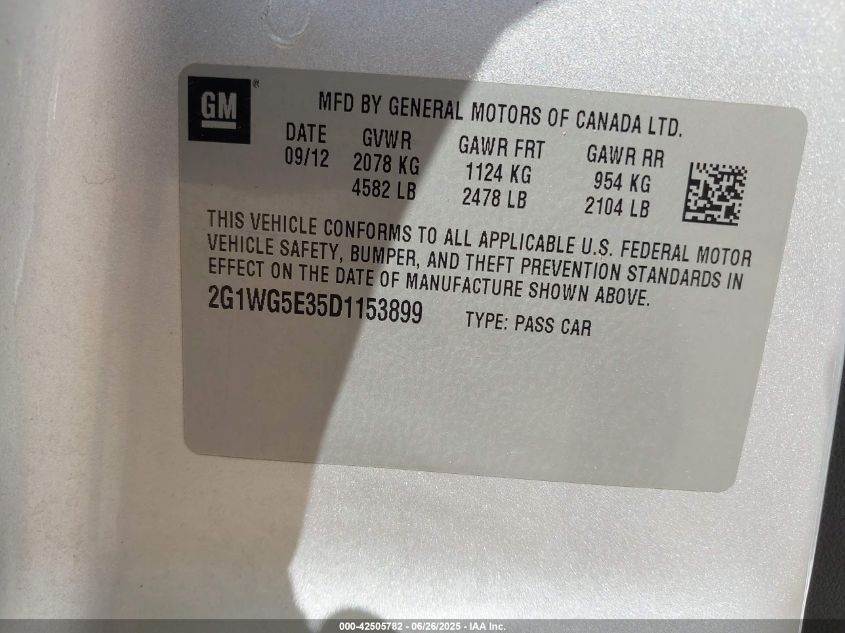 GM®
MFD BY GENERAL MOTORS OF CANADA LTD.
DATE GVWR GAWR FRT GAWR RR
09/12 2078 KG 1124 KG 954 KG
4582 LB 2478 LB 2104 LB
THIS VEHICLE CONFORMS TO ALL APPLICABLE U.S. FEDERAL MOTOR
VEHICLE SAFETY, BUMPER, AND THEFT PREVENTION STANDARDS IN
EFFECT ON THE DATE OF MANUFACTURE SHOWN ABOVE.
2G1WG5E35D1153899 TYPE: PASS CAR
000-42505782 - 06/26/2025 - IAA Inc.